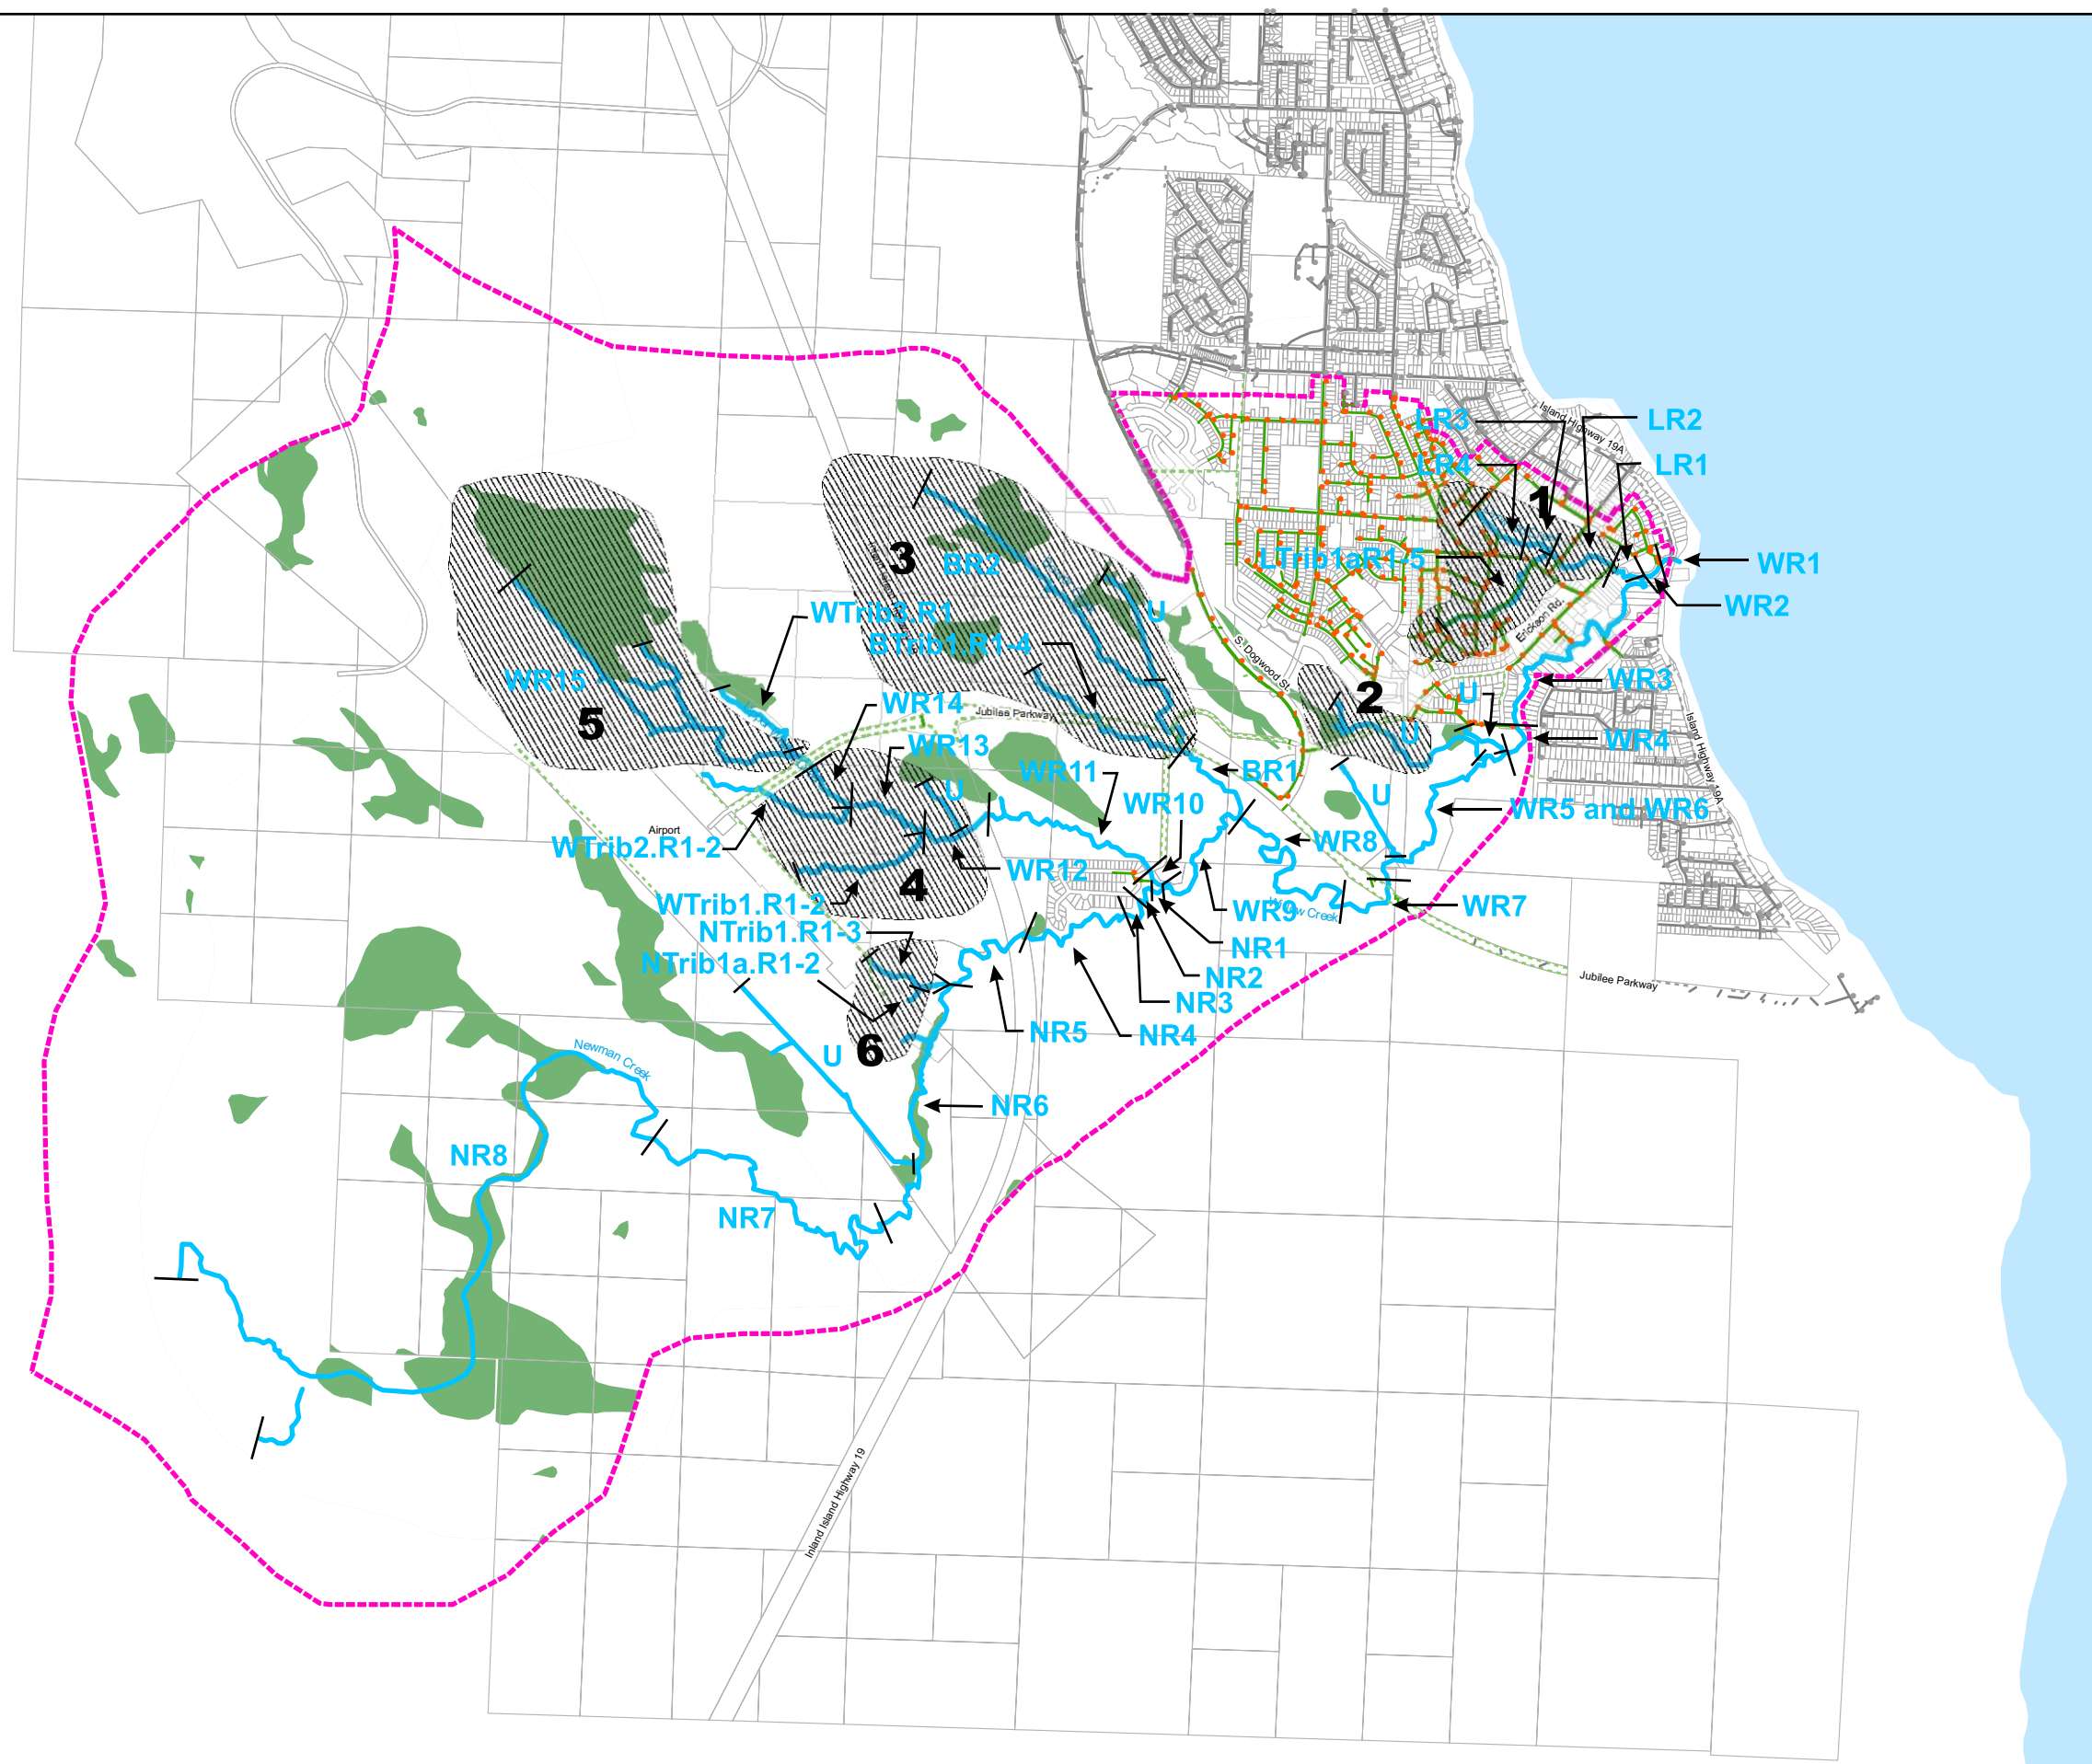 Island Highway 19A
LR3
LR2
LR4
LR1
1
3
BR2
LTrib1aR1-5
WR1
WR2
Erickson Rd.
WTrib3.R1
U
BTrib1.R1-4
S. Dogwood St.
WR15
WR14
Jubilee Parkway
2
U
WR3
5
WR13
U
WR4
Island Highway 19A
WR11
BR1
U
WR10
U
WR5 and WR6
Airport
WTrib2.R1-2
WR8
WR12
4
WTrib1.R1-2
WR9
Willow Creek
WR7
NTrib1.R1-3
NR1
NTrib1a.R1-2
NR2
Jubilee Parkway
NR3
NR5
NR4
Newman Creek
U
6
NR6
NR8
NR7
Inland Island Highway 19